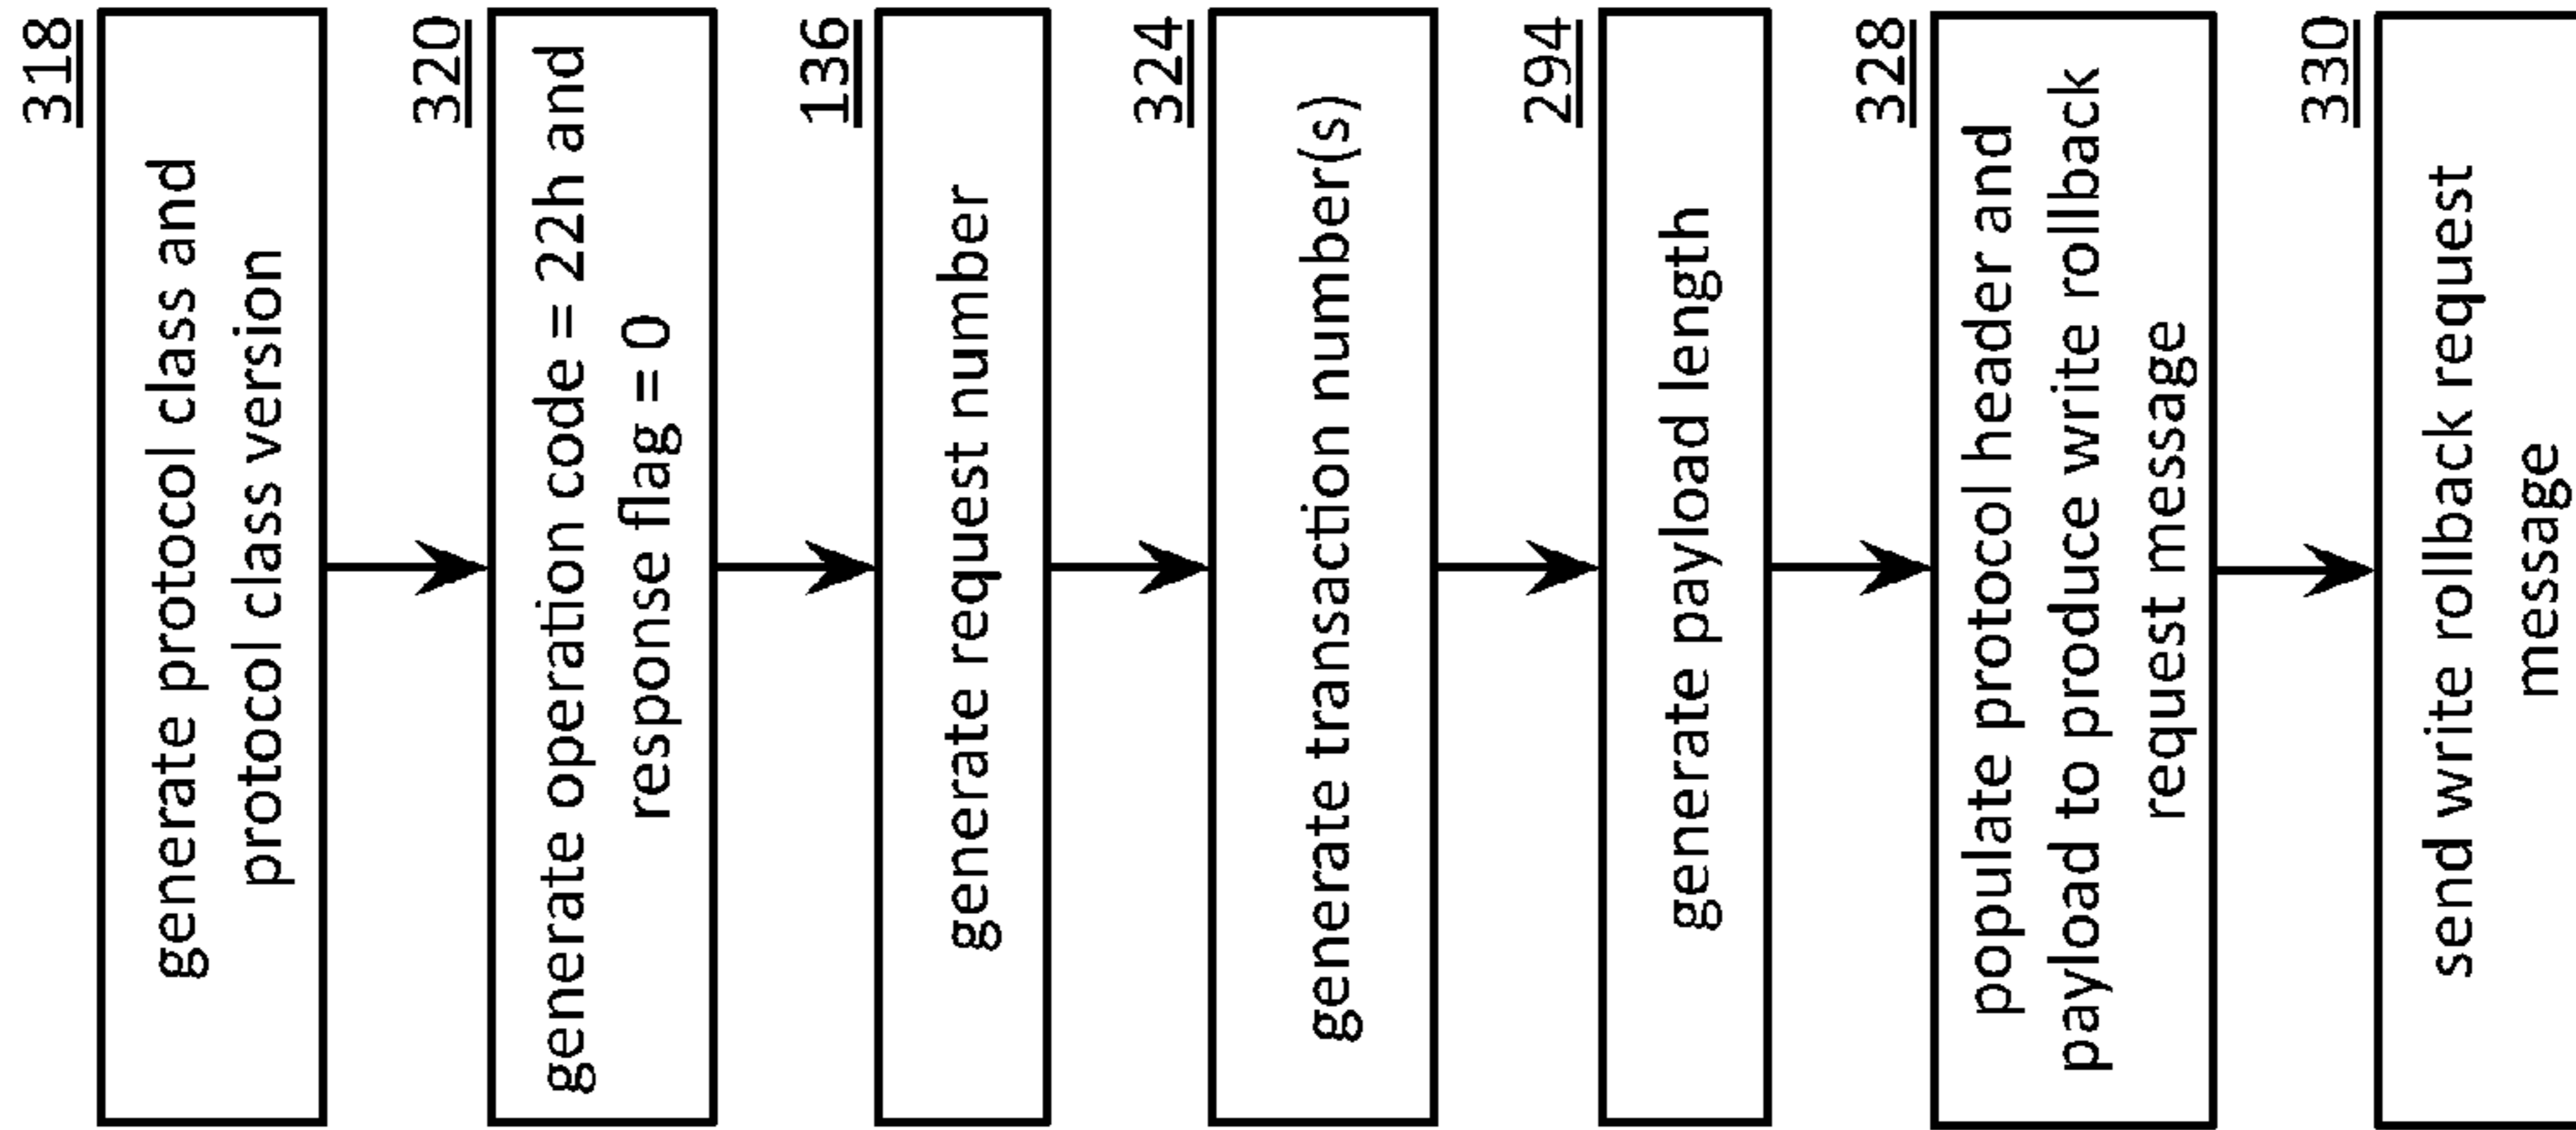 318
generate protocol class and
protocol class version
320
generate operation code = 22h and
response flag = 0
136
generate request number
324
generate transaction number(s)
294
generate payload length
328
populate protocol header and
payload to produce write rollback
request message
330
send write rollback request
message